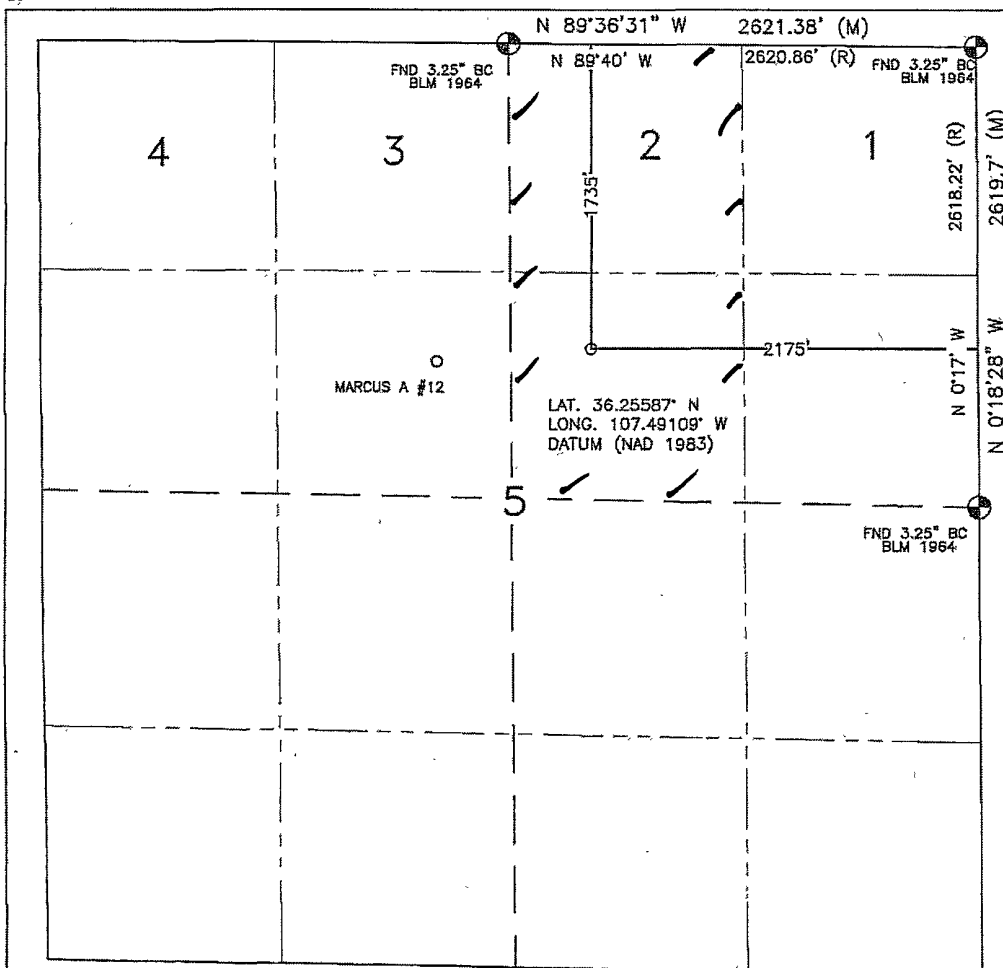 N 89°36'31" W 2621.38' (M)
N 89°40' W 2620.86' (R)
FND 3.25" BC
BLM 1964
FND 3.25" BC
BLM 1964
4 3 2 1
1735'
2618.22' (R)
2619.7' (M)
2175'
MARCUS A #12
N 0°17' W
N 0°18'28" W
LAT. 36.25587° N
LONG. 107.49109° W
DATUM (NAD 1983)
5
FND 3.25" BC
BLM 1964